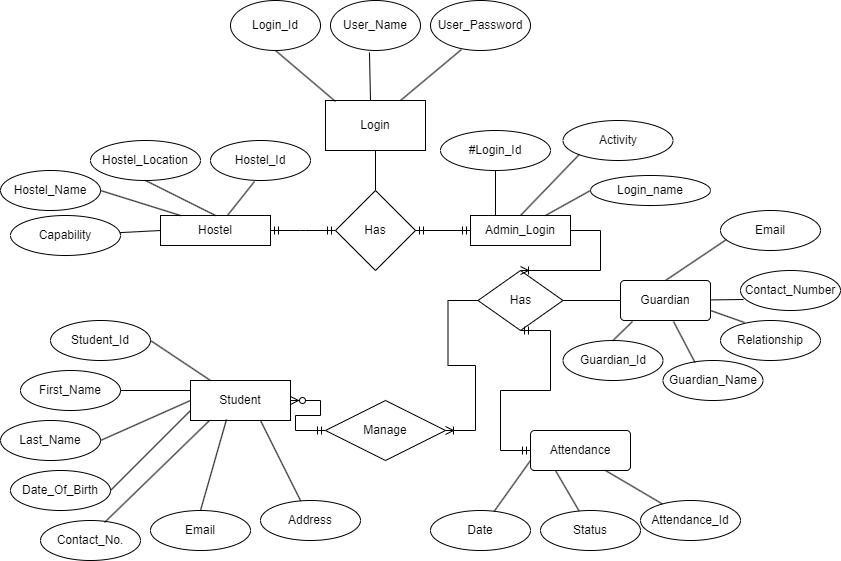 Login_Id
User_Name
User_Password
Login
#Login_Id
Activity
Hostel_Location
Hostel_Id
Hostel_Name
Login_name
Capability
Hostel
Has
Admin_Login
Email
Has
Guardian
Contact_Number
Student_Id
Relationship
Guardian_Id
Guardian_Name
First_Name
Student
Last_Name
Manage
Attendance
Date_Of_Birth
Contact_No.
Email
Address
Date
Status
Attendance_Id